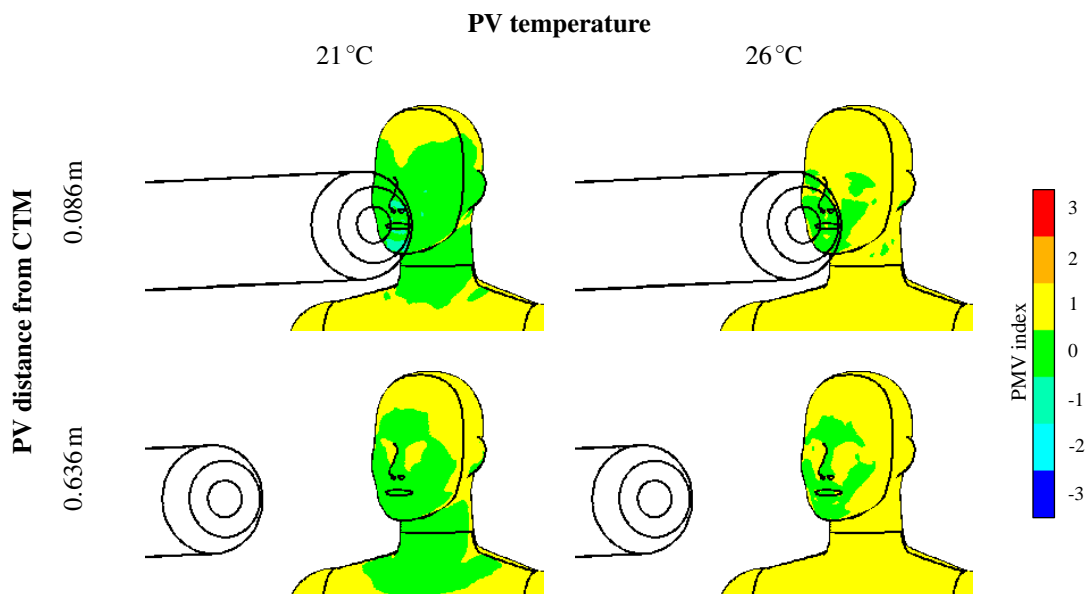 PV temperature
21 °C
26 °C
PV distance from CTM
0.086 m
0.636 m
PMV index
3
2
1
0
-1
-2
-3